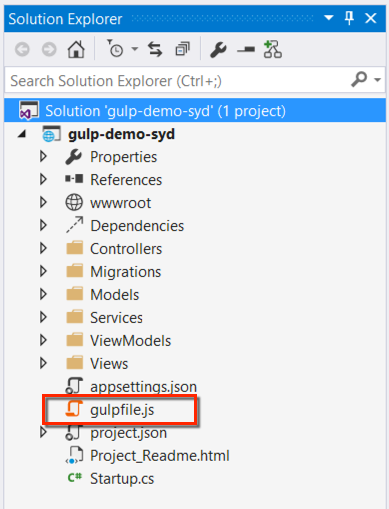 Solution Explorer
Search Solution Explorer (Ctrl+;)
Solution 'gulp-demo-syd' (1 project)
gulp-demo-syd
Properties
References
wwwroot
Dependencies
Controllers
Migrations
Models
Services
ViewModels
Views
appsettings.json
gulpfile.js
project.json
Project_Readme.html
C# Startup.cs